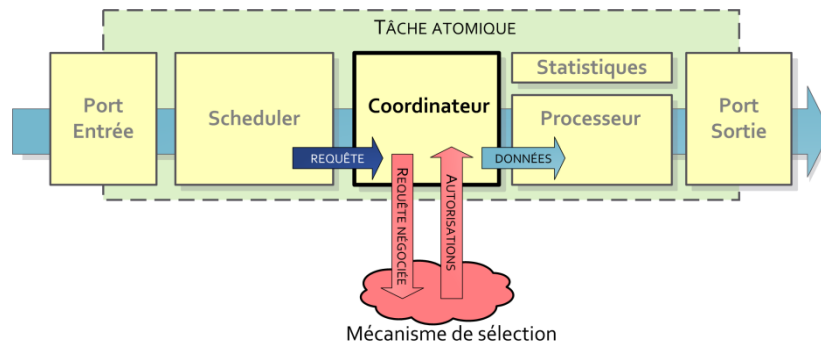 TÂCHE ATOMIQUE
Port
Entrée
Scheduler
Coordinateur
Statistiques
Processeur
Port
Sortie
REQUÊTE
DONNÉES
REQUÊTE NÉGOCIÉE
AUTORISATIONS
Mécanisme de sélection